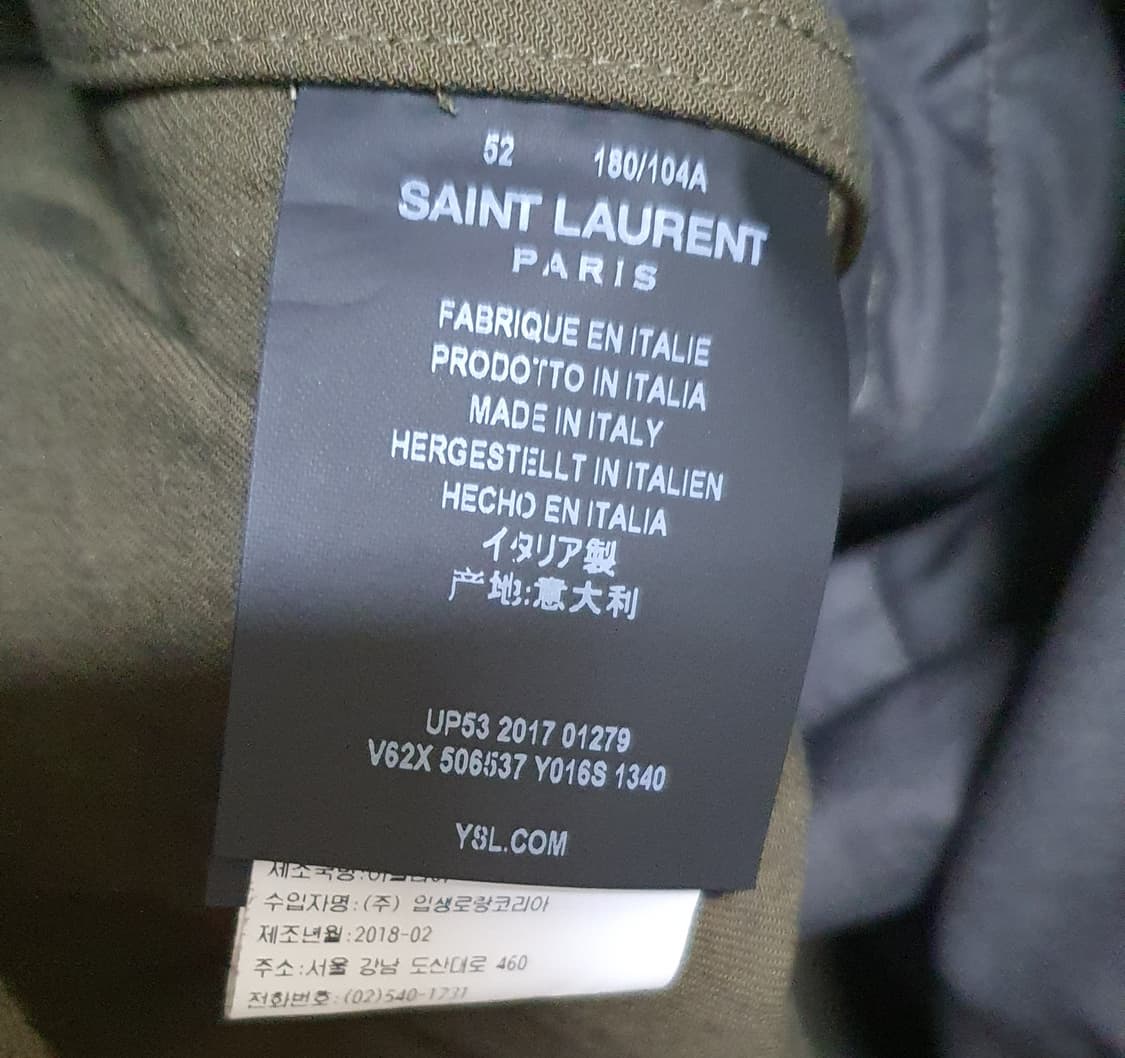 52 180/104A
SAINT LAURENT
PARIS
FABRIQUE EN ITALIE
PRODOTTO IN ITALIA
MADE IN ITALY
HERGESTELLT IN ITALIEN
HECHO EN ITALIA
イタリア製
产地:意大利
UP53 2017 01279
V62X 506537 Y016S 1340
YSL.COM
수입자명:(주) 입생로랑코리아
제조년월:2018-02
주소:서울 강남 도산대로 460
전화번호:(02)540-1731